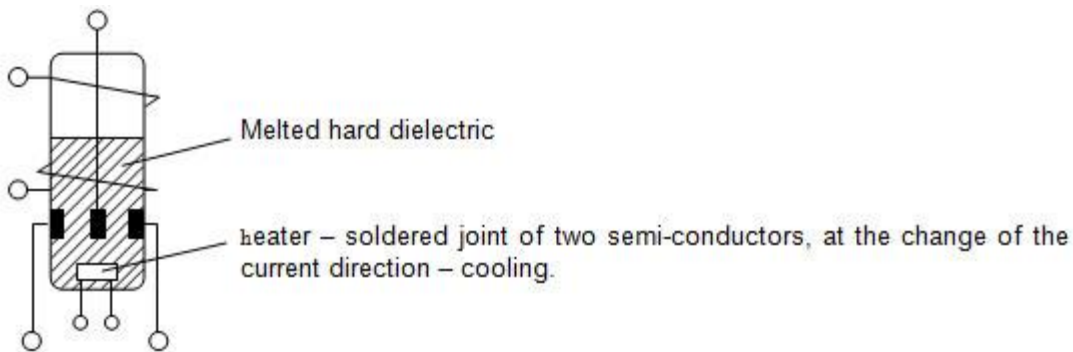 Melted hard dielectric
heater – soldered joint of two semi-conductors, at the change of the
current direction – cooling.